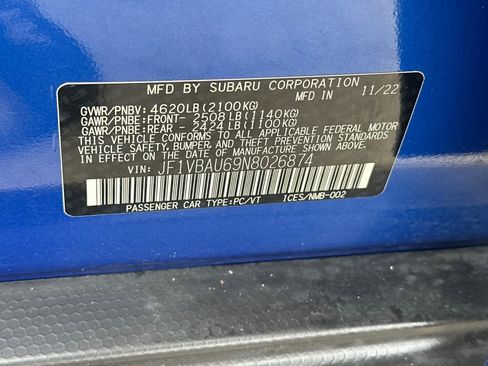 MFD BY SUBARU CORPORATION
MFD IN 11/22
GVWR/PNBV: 4620LB(2100KG)
GAWR/PNBE:FRONT- 2508LB(1140KG)
GAWR/PNBE:REAR - 2424LB(1100KG)
THIS VEHICLE CONFORMS TO ALL APPLICABLE FEDERAL MOTOR
VEHICLE SAFETY, BUMPER, AND THEFT PREVENTION STANDARDS
IN EFFECT ON THE DATE OF MANUFACTURE SHOWN ABOVE.
VIN: JF1VBAU69N8026874
PASSENGER CAR TYPE:PC/VT ICES/NMB-002